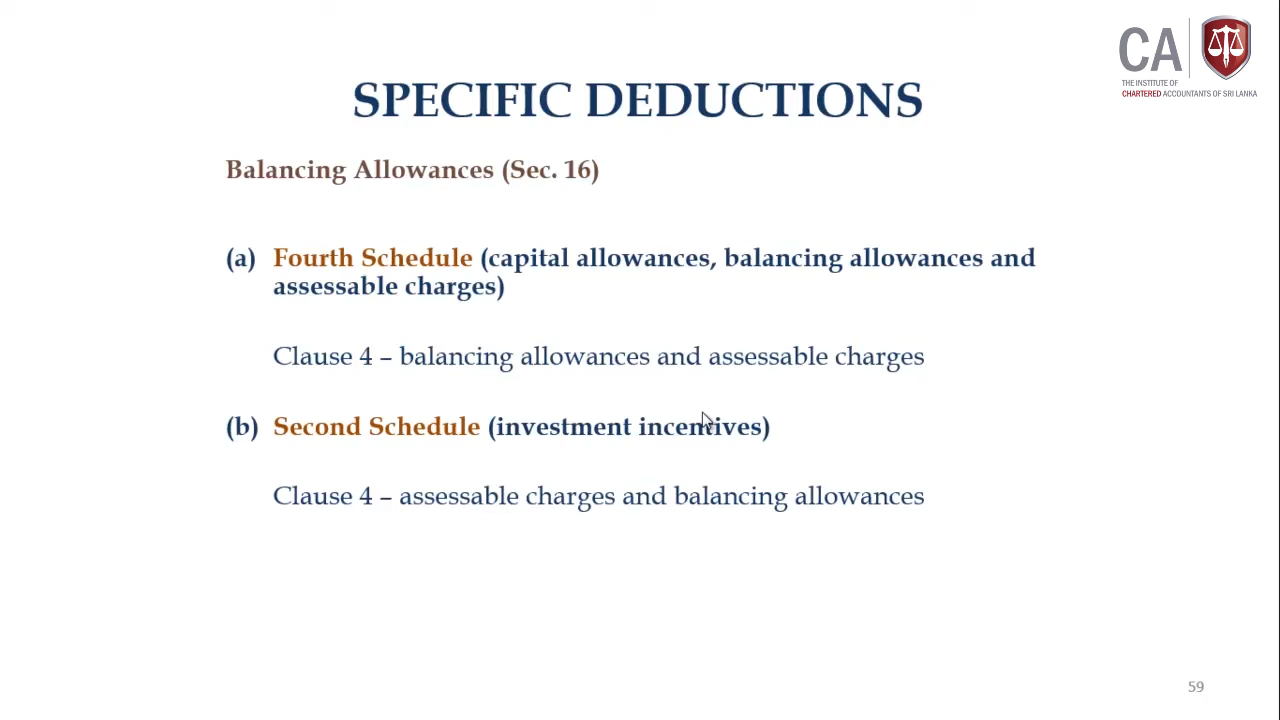 CA
THE INSTITUTE OF
CHARTERED ACCOUNTANTS OF SRI LANKA
SPECIFIC DEDUCTIONS
Balancing Allowances (Sec. 16)
(a) Fourth Schedule (capital allowances, balancing allowances and
assessable charges)
Clause 4 – balancing allowances and assessable charges
(b) Second Schedule (investment incentives)
Clause 4 – assessable charges and balancing allowances
59